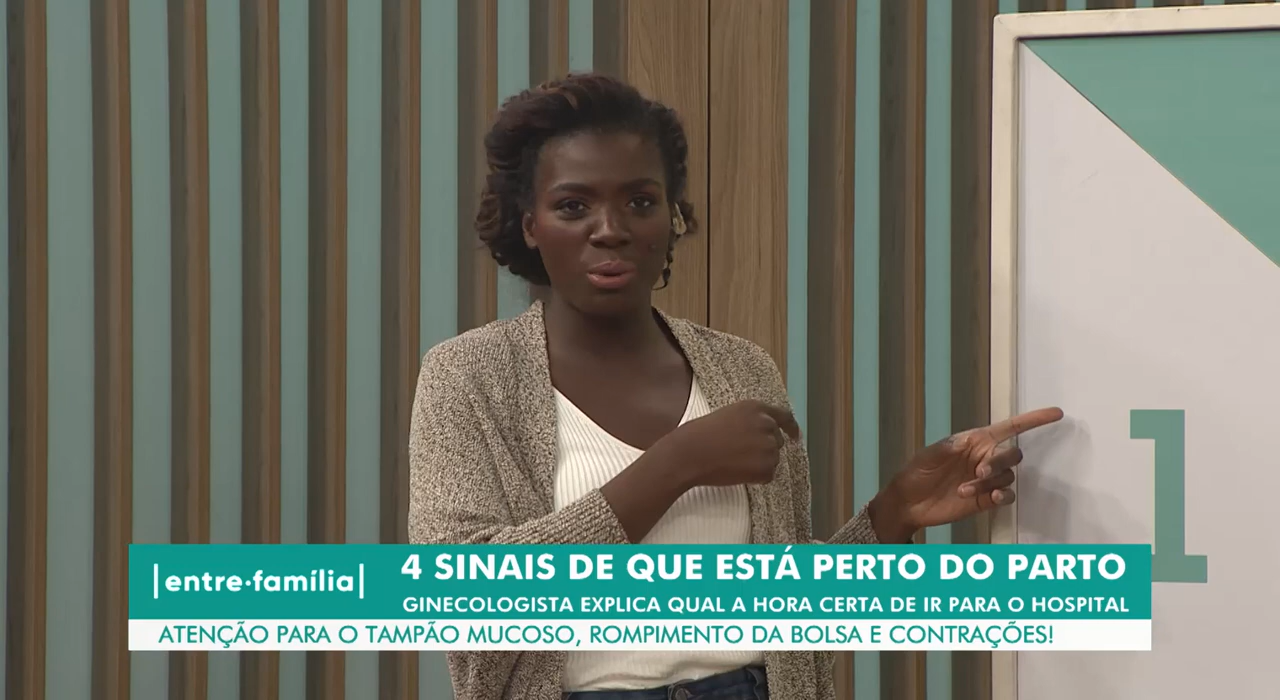 1
|entre·família|
4 SINAIS DE QUE ESTÁ PERTO DO PARTO
GINECOLOGISTA EXPLICA QUAL A HORA CERTA DE IR PARA O HOSPITAL
ATENÇÃO PARA O TAMPÃO MUCOSO, ROMPIMENTO DA BOLSA E CONTRAÇÕES!